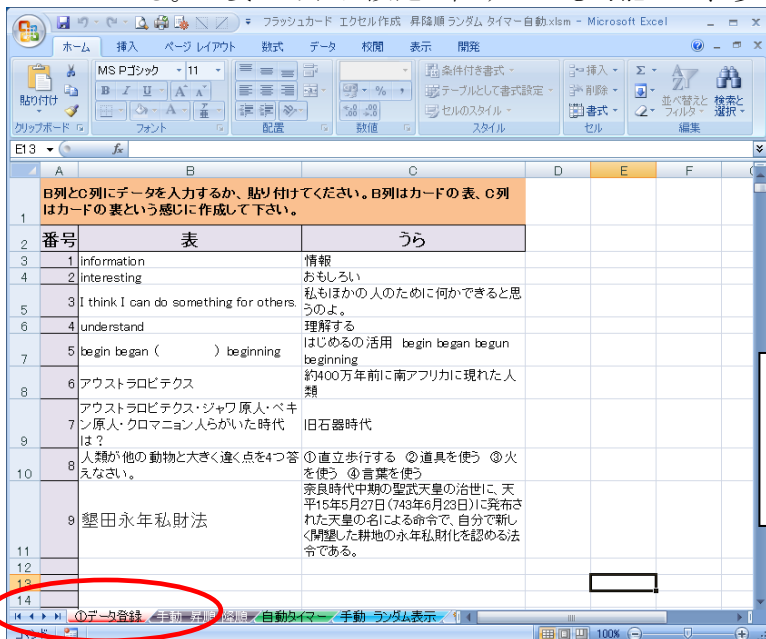 フラッシュカード エクセル作成 昇降順 ランダム タイマー自動.xlsm - Microsoft Excel
ホーム 挿入 ページ レイアウト 数式 データ 校閲 表示 開発
MS Pゴシック 11
条件付き書式
テーブルとして書式設定
セルのスタイル
挿入
削除
書式
貼り付け
並べ替えと フィルタ
検索と 選択
クリップボード フォント 配置 数値 スタイル セル 編集
E13 fx
A B C D E F
1 B列とC列にデータを入力するか、貼り付けてください。B列はカードの表、C列
はカードの裏という感じに作成して下さい。
2 番号 表 うら
3 1 information 情報
4 2 interesting おもしろい
5 3 I think I can do something for others. 私もほかの人のために何かできると思
うのよ。
6 4 understand 理解する
7 5 begin began ( ) beginning はじめるの活用 begin began begun
beginning
8 6 アウストラロピテクス 約400万年前に南アフリカに現れた人
類
9 7 アウストラロピテクス・ジャワ原人・ペキ
ン原人・クロマニョン人らがいた時代
は？
旧石器時代
10 8 人類が他の動物と大きく違く点を4つ答
えなさい。
①直立歩行する ②道具を使う ③火
を使う ④言葉を使う
11 9 墾田永年私財法
奈良時代中期の聖武天皇の治世に、天
平15年5月27日(743年6月23日)に発布さ
れた天皇の名による命令で、自分で新し
く開墾した耕地の永年私財化を認める法
令である。
12
13
14
①データ登録 手動 昇順 降順 自動タイマー 手動 ランダム表示
コマンド 100%